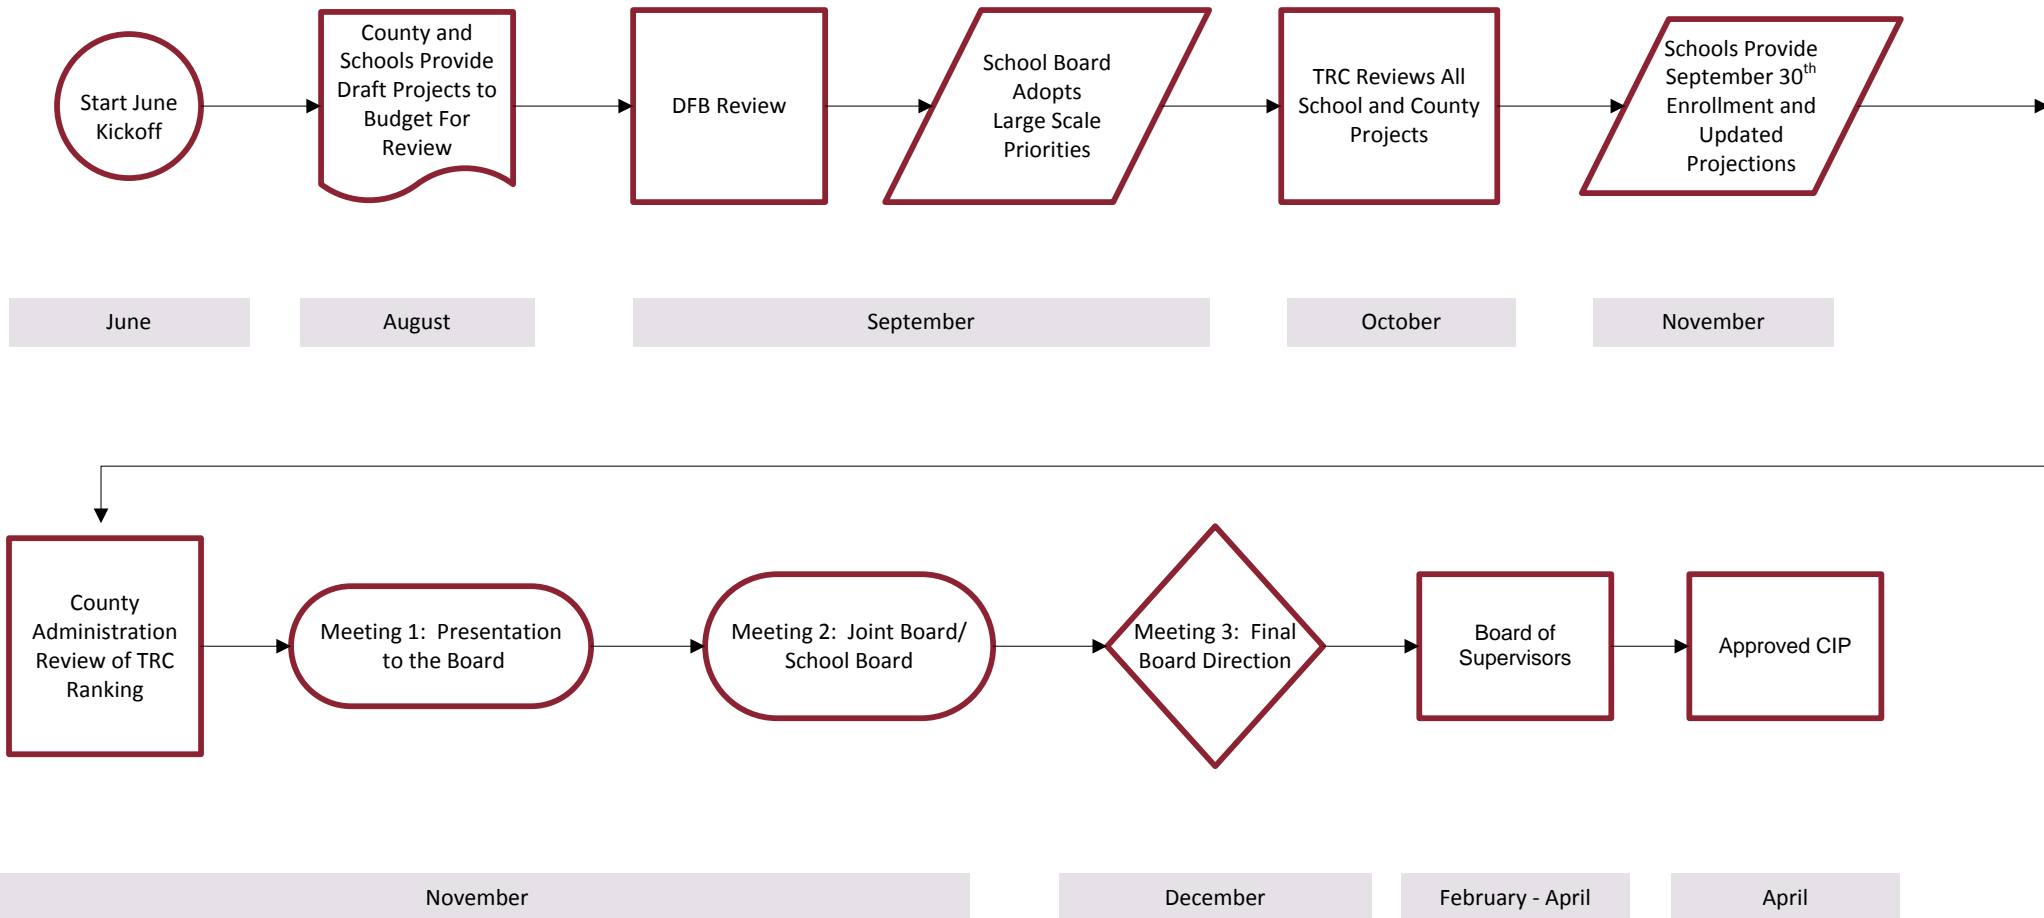 Start June
Kickoff
County and
Schools Provide
Draft Projects to
Budget For
Review
DFB Review
School Board
Adopts
Large Scale
Priorities
TRC Reviews All
School and County
Projects
Schools Provide
September 30th
Enrollment and
Updated
Projections
June
August
September
October
November
County
Administration
Review of TRC
Ranking
Meeting 1:  Presentation
to the Board
Meeting 2:  Joint Board/
School Board
Meeting 3:  Final
Board Direction
Board of
Supervisors
Approved CIP
November
December
February - April
April